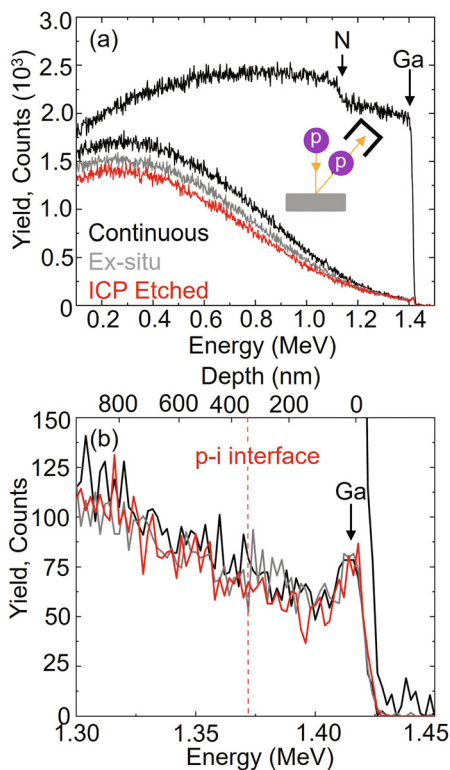 (a)
N
Ga
p
p
Continuous
Ex-situ
ICP Etched
Yield, Counts (10³)
3.0
2.5
2.0
1.5
1.0
0.5
0
0.2 0.4 0.6 0.8 1.0 1.2 1.4
Energy (MeV)
Depth (nm)
800 600 400 200 0
(b)
p-i interface
Ga
Yield, Counts
150
125
100
75
50
25
0
1.30 1.35 1.40 1.45
Energy (MeV)